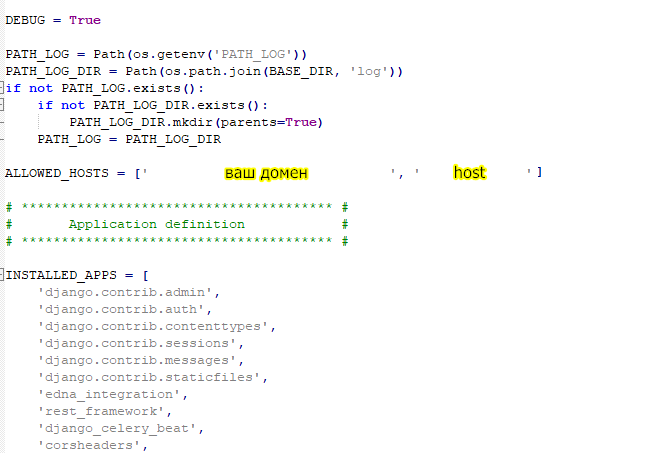 DEBUG = True
PATH_LOG = Path(os.getenv('PATH_LOG'))
PATH_LOG_DIR = Path(os.path.join(BASE_DIR, 'log'))
if not PATH_LOG.exists():
    if not PATH_LOG_DIR.exists():
        PATH_LOG_DIR.mkdir(parents=True)
    PATH_LOG = PATH_LOG_DIR
ALLOWED_HOSTS = [' ваш домен ', ' host ']
# *************************************** #
#       Application definition            #
# *************************************** #
INSTALLED_APPS = [
    'django.contrib.admin',
    'django.contrib.auth',
    'django.contrib.contenttypes',
    'django.contrib.sessions',
    'django.contrib.messages',
    'django.contrib.staticfiles',
    'edna_integration',
    'rest_framework',
    'django_celery_beat',
    'corsheaders',